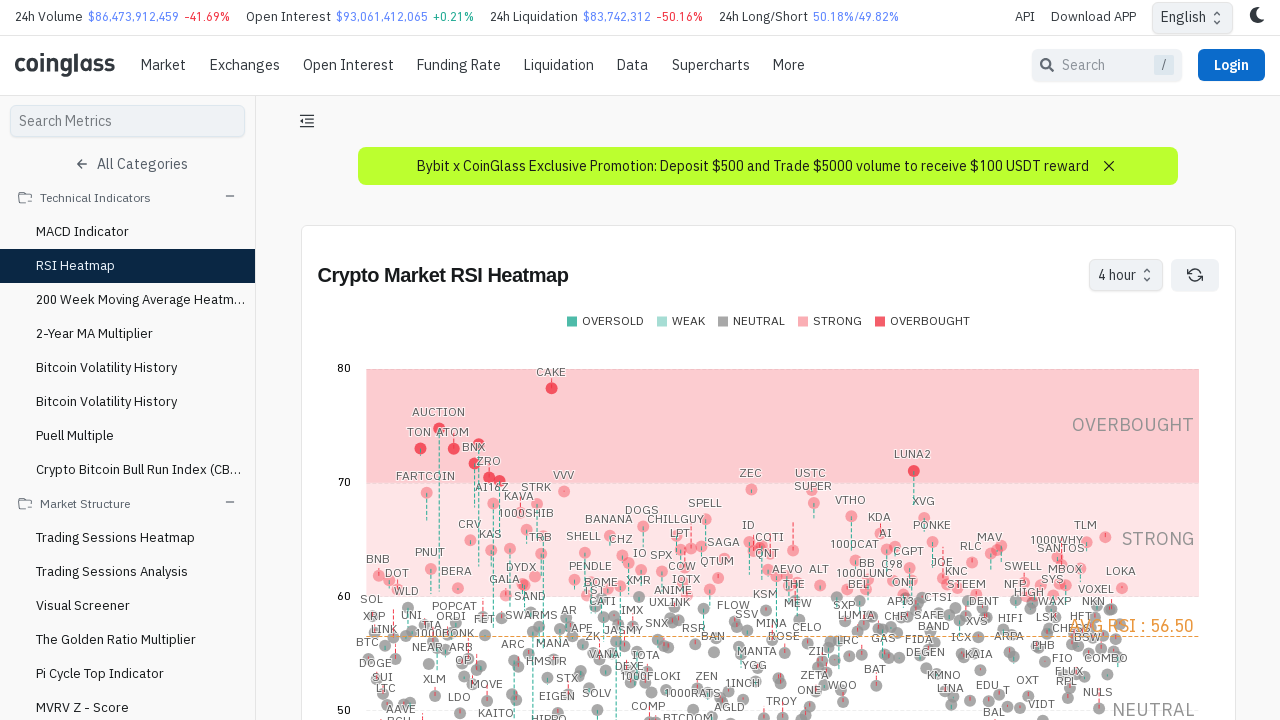 24h Volume $86,473,912,459 -41.69% Open Interest $93,061,412,065 +0.21% 24h Liquidation $83,742,312 -50.16% 24h Long/Short 50.18%/49.82% API Download APP English
coinglass Market Exchanges Open Interest Funding Rate Liquidation Data Supercharts More Search / Login
Search Metrics
All Categories
Technical Indicators
MACD Indicator
RSI Heatmap
200 Week Moving Average Heatm...
2-Year MA Multiplier
Bitcoin Volatility History
Bitcoin Volatility History
Puell Multiple
Crypto Bitcoin Bull Run Index (CB...
Market Structure
Trading Sessions Heatmap
Trading Sessions Analysis
Visual Screener
The Golden Ratio Multiplier
Pi Cycle Top Indicator
MVRV Z - Score
Bybit x CoinGlass Exclusive Promotion: Deposit $500 and Trade $5000 volume to receive $100 USDT reward
Crypto Market RSI Heatmap
4 hour
OVERSOLD WEAK NEUTRAL STRONG OVERBOUGHT
80
CAKE
AUCTION
OVERBOUGHT
TON ATOM
BNX
LUNA2
ZRO
FARTCOIN VVV ZEC USTC
70
AI16Z STRK SUPER
KAVA SPELL VTHO XVG
1000SHIB DOGS
BANANA CHILLGUY KDA
CRV ID PONKE TLM
KAS TRB SHELL CHZ LPT SAGA COTI AI 1000WHY STRONG
MAV
1000CAT RLC SANTOS
PNUT IO SPX QNT CGPT
BNB QTUM JOE
DYDX PENDLE COW BB C98 SWELL
DOT BERA AEVO ALT 1000LUNC KNC MBOX LOKA
GALA BOME XMR IOTX THE BEL ONT STEEM NFP SYS
WLD SAND ANIME KSM HIGH VOXEL
60
SOL UXLINK MEW API3 CTSI DENT WAXP NKN
POPCAT AR IMX FLOW SXP
XRP UNI ORDI FET SWARMS SSV LUMIA CHR SAFE HIFI LSK
LINK 1000BONK JASMY SNX RSR MINA CELO BAND XVS AVG RSI : 56.50
BTC NEAR ARB ARC MANA BAN ROSE GAS FIDA ICX ARPA PHB BSW
DOGE OP HMSTR VANA IOTA MANTA ZIL DEGEN KAIA FIO COMBO
SUI XLM STX DEXE YGG ZETA BAT KMNO FLUX
LTC MOVE 1000FLOKI ZEN 1INCH WOO LINA EDU OXT NULS
LDO EIGEN SOLV 1000RATS ONE
AAVE KAITO COMP AGLD TROY BAL VIDT NEUTRAL
50